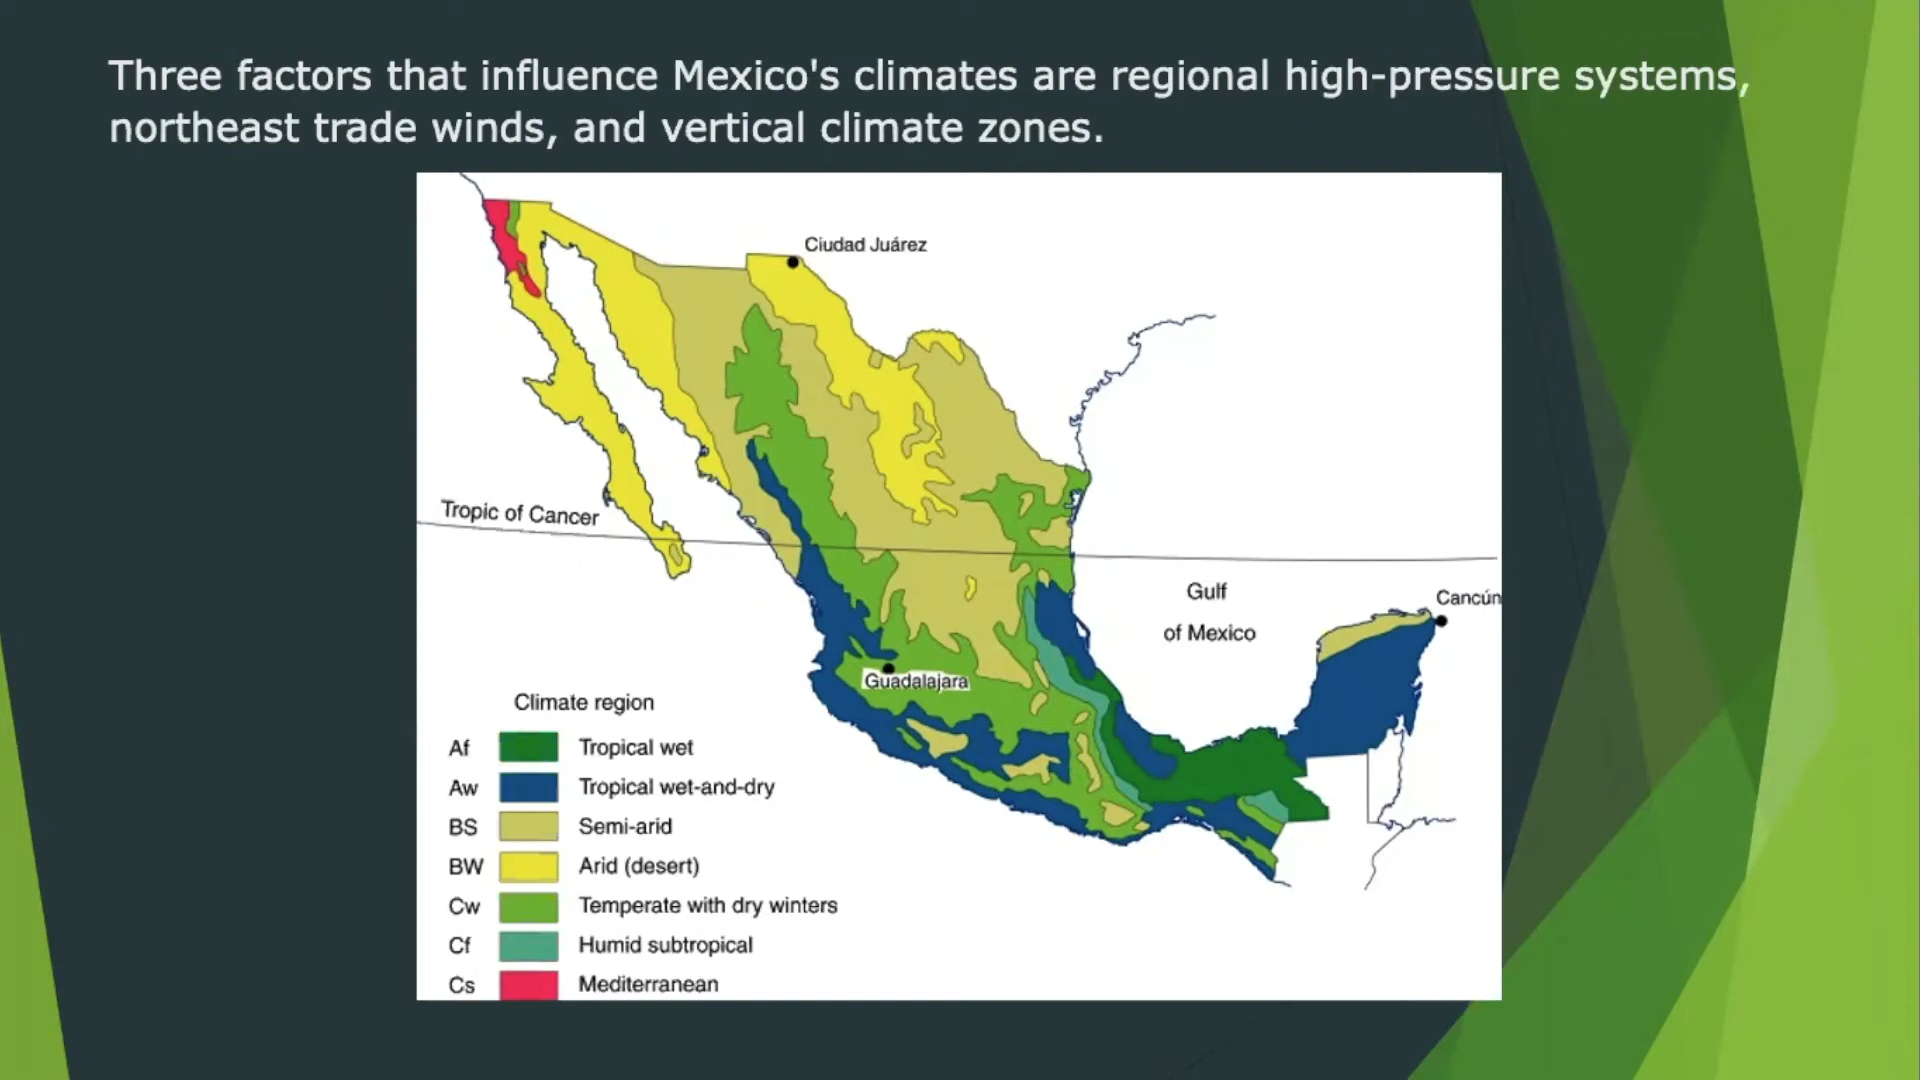 Three factors that influence Mexico's climates are regional high-pressure systems,
northeast trade winds, and vertical climate zones.
Ciudad Juárez
Tropic of Cancer
Gulf
of Mexico
Cancún
Guadalajara
Climate region
Af Tropical wet
Aw Tropical wet-and-dry
BS Semi-arid
BW Arid (desert)
Cw Temperate with dry winters
Cf Humid subtropical
Cs Mediterranean